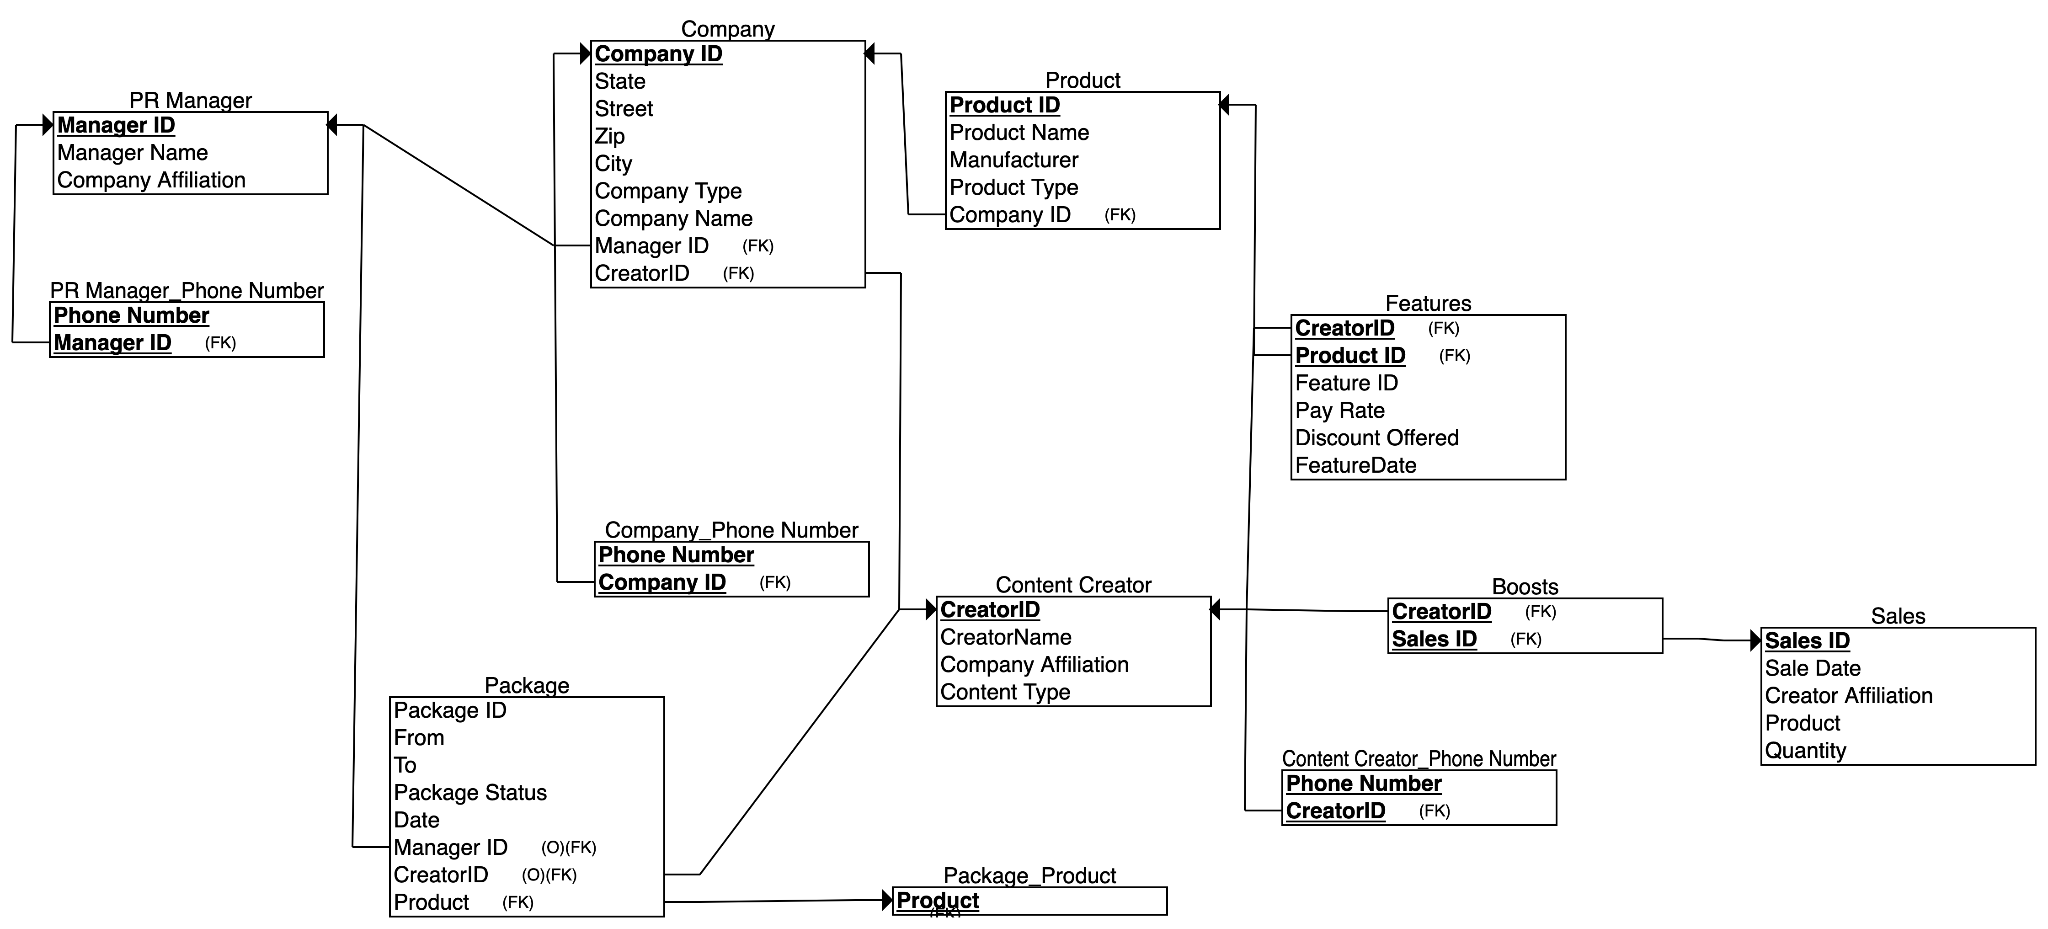 Company
Company ID
State
Street
Zip
City
Company Type
Company Name
Manager ID (FK)
CreatorID (FK)
Product
Product ID
Product Name
Manufacturer
Product Type
Company ID (FK)
PR Manager
Manager ID
Manager Name
Company Affiliation
PR Manager_Phone Number
Phone Number
Manager ID (FK)
Features
CreatorID (FK)
Product ID (FK)
Feature ID
Pay Rate
Discount Offered
FeatureDate
Company_Phone Number
Phone Number
Company ID (FK)
Content Creator
CreatorID
CreatorName
Company Affiliation
Content Type
Boosts
CreatorID (FK)
Sales ID (FK)
Sales
Sales ID
Sale Date
Creator Affiliation
Product
Quantity
Package
Package ID
From
To
Package Status
Date
Manager ID (O)(FK)
CreatorID (O)(FK)
Product (FK)
Content Creator_Phone Number
Phone Number
CreatorID (FK)
Package_Product
Product
(FK)